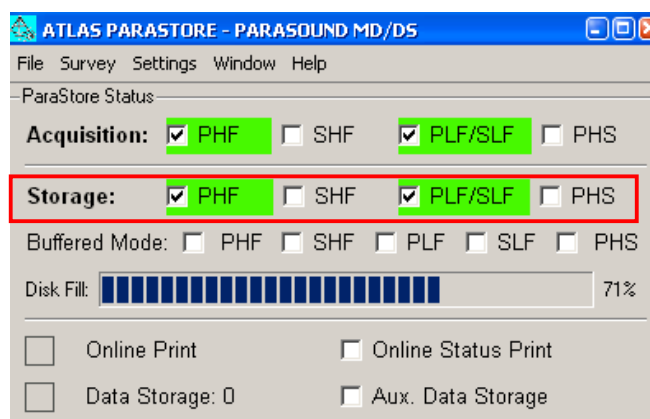 ATLAS PARASTORE - PARASOUND MD/DS
File Survey Settings Window Help
ParaStore Status
Acquisition: PHF SHF PLF/SLF PHS
Storage: PHF SHF PLF/SLF PHS
Buffered Mode: PHF SHF PLF SLF PHS
Disk Fill: 71%
Online Print Online Status Print
Data Storage: 0 Aux. Data Storage